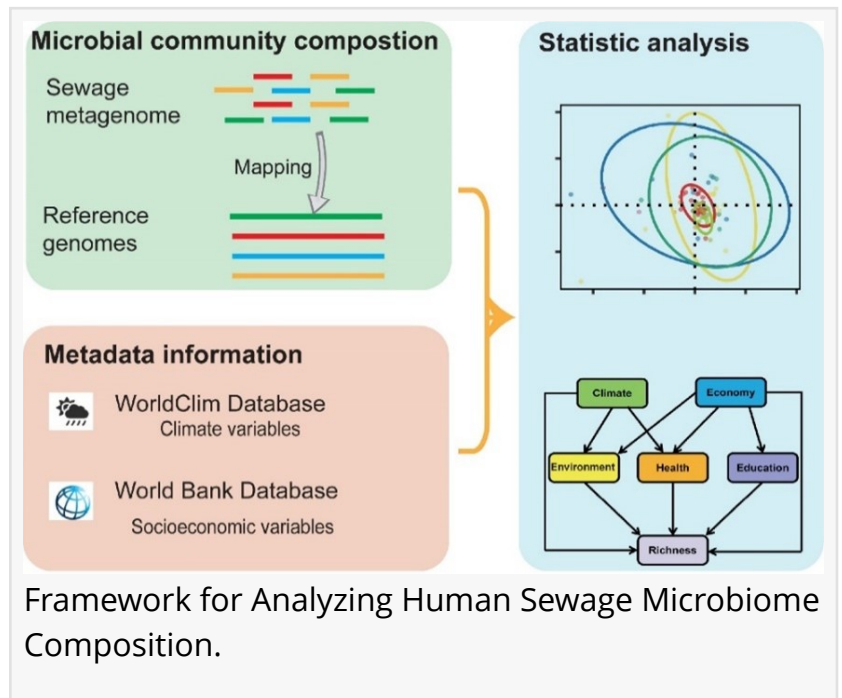 Microbial community compostion
Sewage
metagenome
Mapping
Reference
genomes
Metadata information
WorldClim Database
Climate variables
World Bank Database
Socioeconomic variables
Statistic analysis
Climate
Economy
Environment
Health
Education
Richness
Framework for Analyzing Human Sewage Microbiome
Composition.